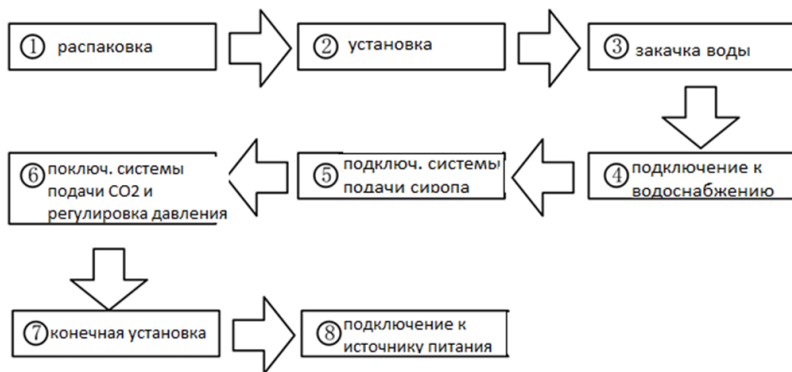 ① распаковка
② установка
③ закачка воды
④ подключение к
водоснабжению
⑤ подключ. системы
подачи сиропа
⑥ поключ. системы
подачи CO2 и
регулировка давления
⑦ конечная установка
⑧ подключение к
источнику питания